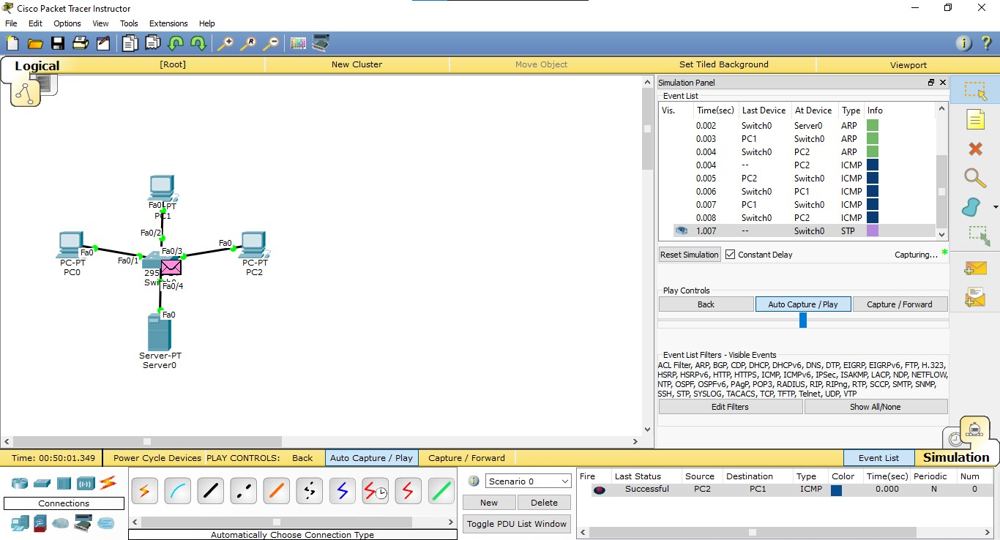 Cisco Packet Tracer Instructor
File Edit Options View Tools Extensions Help
Logical [Root] New Cluster Move Object Set Tiled Background Viewport
Simulation Panel
Event List
Vis. Time(sec) Last Device At Device Type Info
0.002 Switch0 Server0 ARP
0.003 PC1 Switch0 ARP
0.004 Switch0 PC2 ARP
0.004 -- PC2 ICMP
0.005 PC2 Switch0 ICMP
0.006 Switch0 PC1 ICMP
0.007 PC1 Switch0 ICMP
0.008 Switch0 PC2 ICMP
1.007 -- Switch0 STP
Reset Simulation Constant Delay Capturing... *
Play Controls
Back Auto Capture / Play Capture / Forward
Event List Filters - Visible Events
ACL Filter, ARP, BGP, CDP, DHCP, DHCPv6, DNS, DTP, EIGRP, EIGRPv6, FTP, H.323,
HSRP, HSRPv6, HTTP, HTTPS, ICMP, ICMPv6, IPSec, ISAKMP, LACP, NDP, NETFLOW,
NTP, OSPF, OSPFv6, PAgP, POP3, RADIUS, RIP, RIPng, RTP, SCCP, SMTP, SNMP,
SSH, STP, SYSLOG, TACACS, TCP, TFTP, Telnet, UDP, VTP
Edit Filters Show All/None
Fa0 PT
PC1
Fa0/2
Fa0
PC-PT
PC0
Fa0/1
Fa0/3
Fa0
PC-PT
PC2
295
Fa0/4
Fa0
Server-PT
Server0
Time: 00:50:01.349 Power Cycle Devices PLAY CONTROLS: Back Auto Capture / Play Capture / Forward Event List Simulation
Connections
Automatically Choose Connection Type
Scenario 0
New Delete
Toggle PDU List Window
Fire Last Status Source Destination Type Color Time(sec) Periodic Num
Successful PC2 PC1 ICMP 0.000 N 0